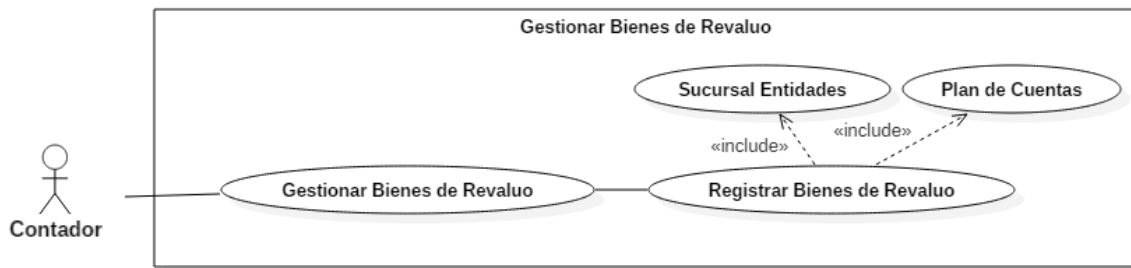 Gestionar Bienes de Revaluo
Sucursal Entidades
Plan de Cuentas
«include»
«include»
Gestionar Bienes de Revaluo
Registrar Bienes de Revaluo
Contador